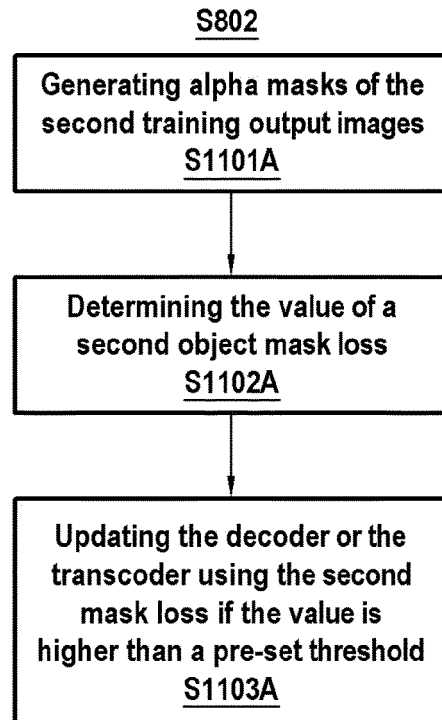 S802
Generating alpha masks of the
second training output images
S1101A
Determining the value of a
second object mask loss
S1102A
Updating the decoder or the
transcoder using the second
mask loss if the value is
higher than a pre-set threshold
S1103A